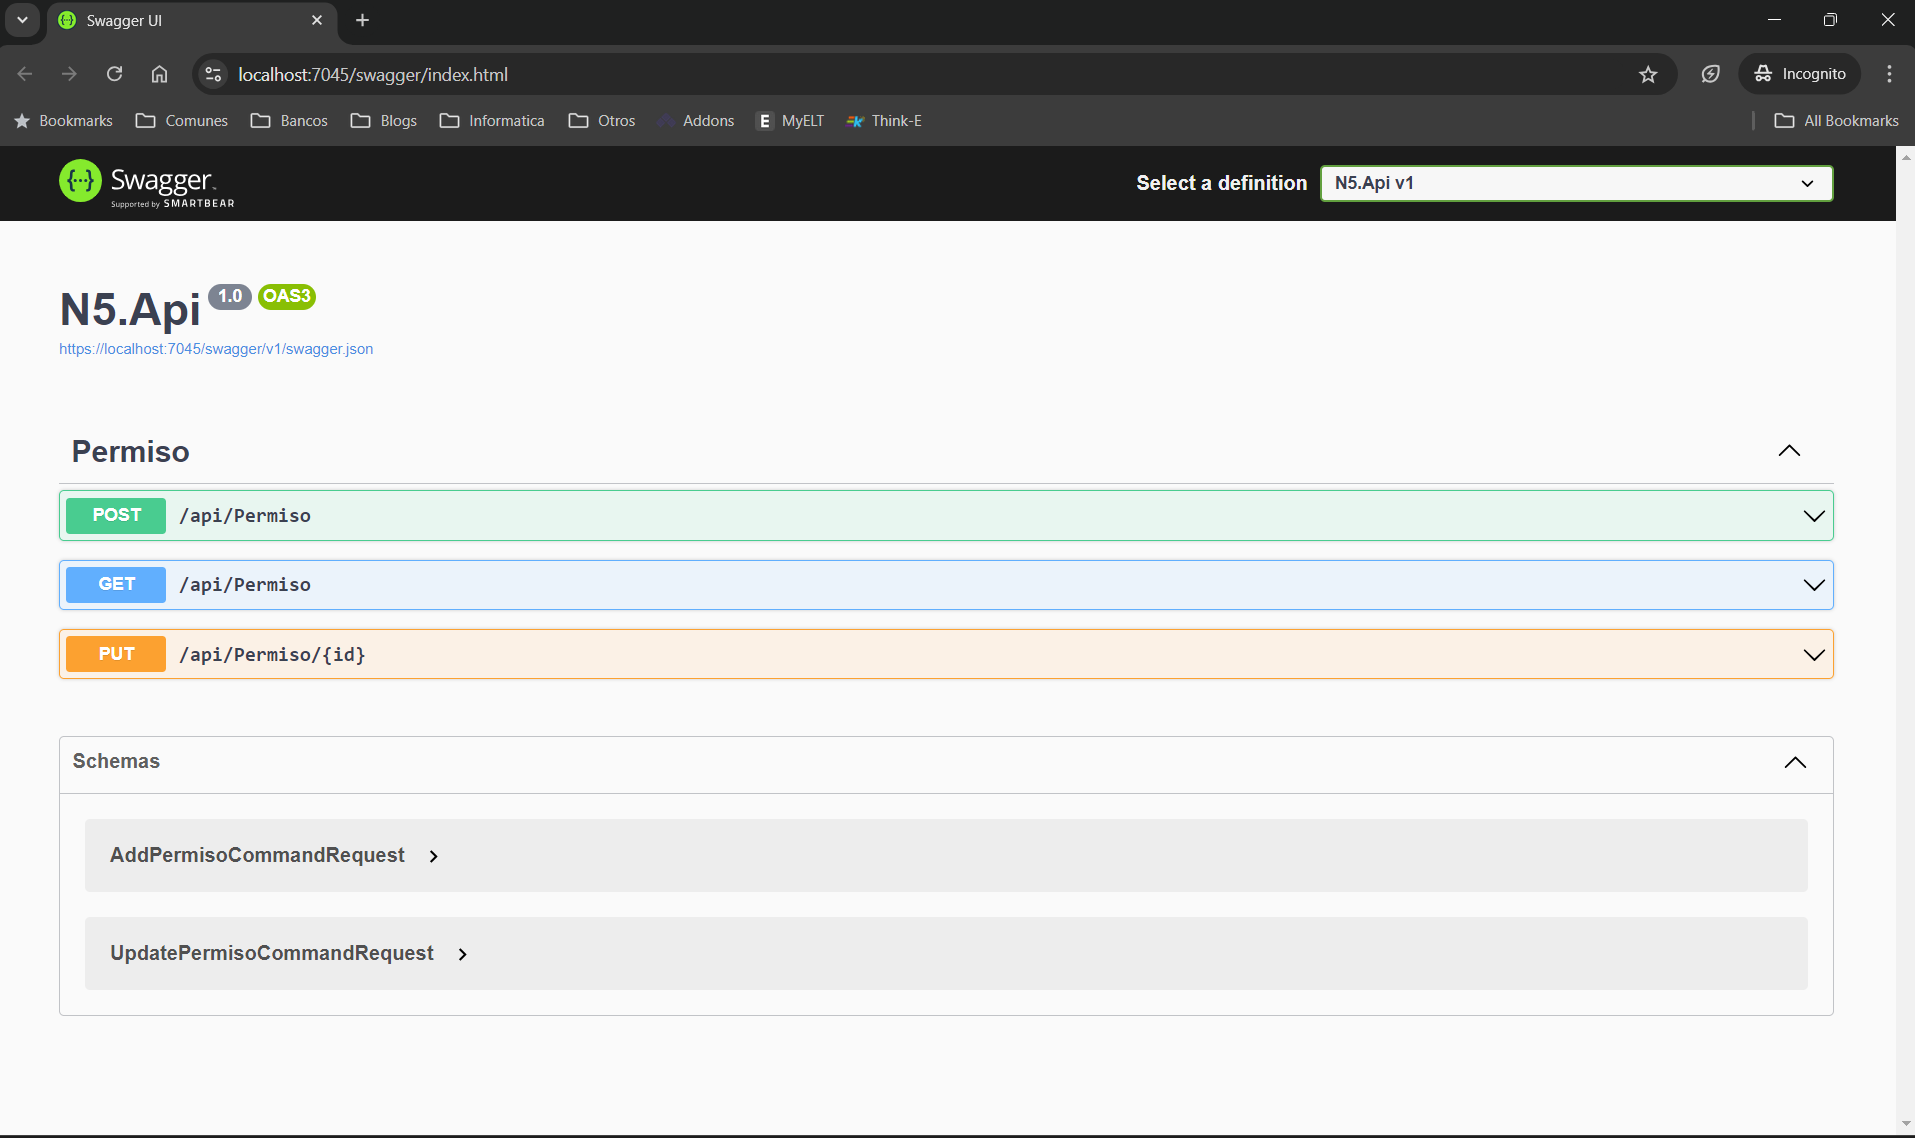 Swagger UI
localhost:7045/swagger/index.html
Incognito
Bookmarks Comunes Bancos Blogs Informatica Otros Addons E MyELT Think-E All Bookmarks
{···} Swagger™
Supported by SMARTBEAR
Select a definition N5.Api v1
N5.Api 1.0 OAS3
https://localhost:7045/swagger/v1/swagger.json
Permiso
POST /api/Permiso
GET /api/Permiso
PUT /api/Permiso/{id}
Schemas
AddPermisoCommandRequest
UpdatePermisoCommandRequest